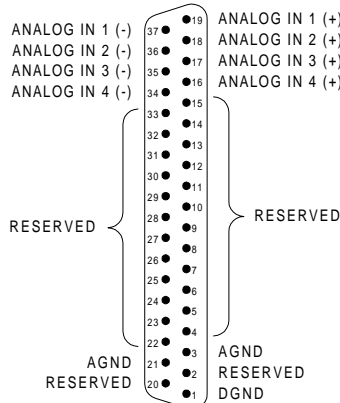 ANALOG IN 1 (-)
ANALOG IN 2 (-)
ANALOG IN 3 (-)
ANALOG IN 4 (-)
RESERVED
AGND
RESERVED
37
36
35
34
33
32
31
30
29
28
27
26
25
24
23
22
21
20
19
18
17
16
15
14
13
12
11
10
9
8
7
6
5
4
3
2
1
ANALOG IN 1 (+)
ANALOG IN 2 (+)
ANALOG IN 3 (+)
ANALOG IN 4 (+)
RESERVED
AGND
RESERVED
DGND